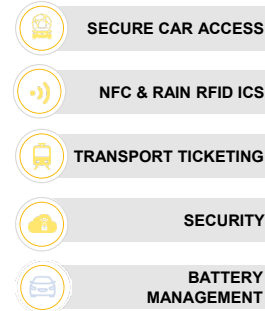 SECURE CAR ACCESS
NFC & RAIN RFID ICS
TRANSPORT TICKETING
SECURITY
BATTERY
MANAGEMENT